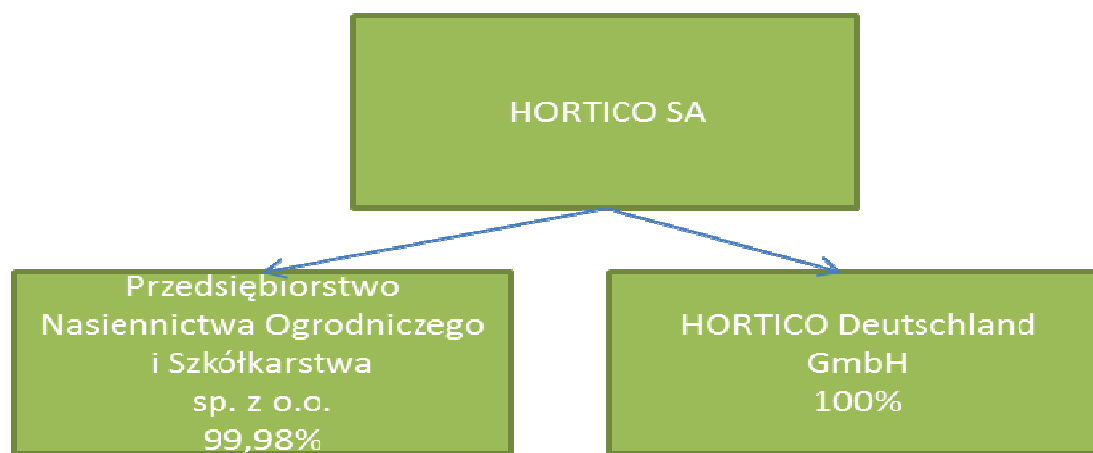 HORTICO SA
Przedsiębiorstwo
Nasiennictwa Ogrodniczego
i Szkółkarstwa
sp. z o.o.
99,98%
HORTICO Deutschland
GmbH
100%